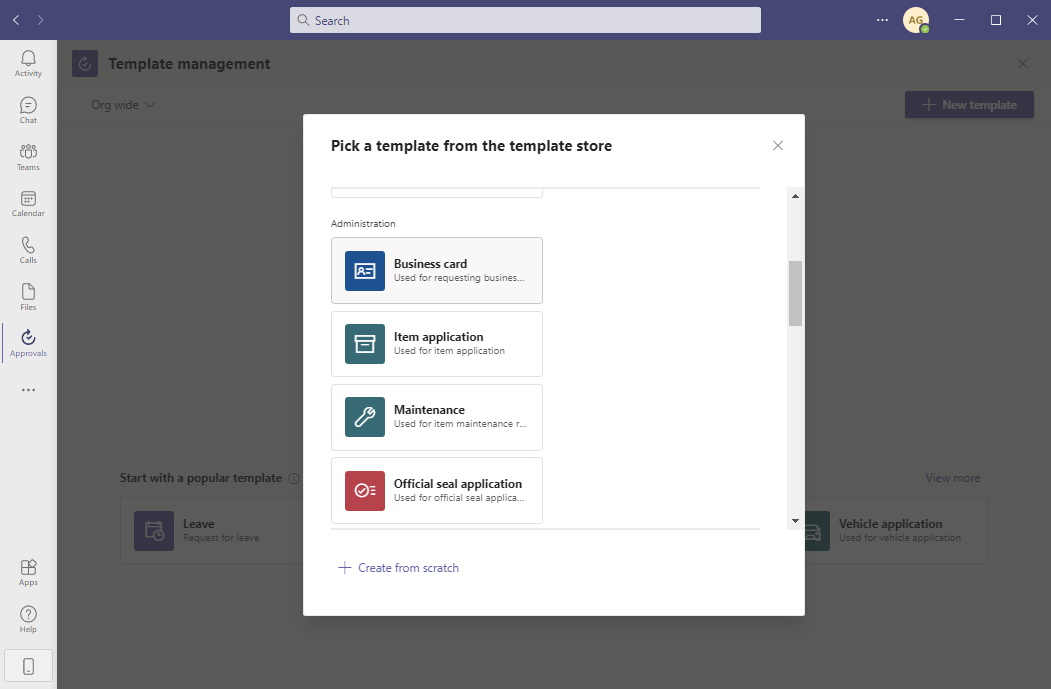 Search
AG
Activity
Chat
Teams
Calendar
Calls
Files
Approvals
Apps
Help
Template management
Org wide
New template
Pick a template from the template store
Administration
Business card
Used for requesting busines...
Item application
Used for item application
Maintenance
Used for item maintenance r...
Official seal application
Used for official seal applica...
Create from scratch
Start with a popular template
View more
Leave
Request for leave
Vehicle application
Used for vehicle application